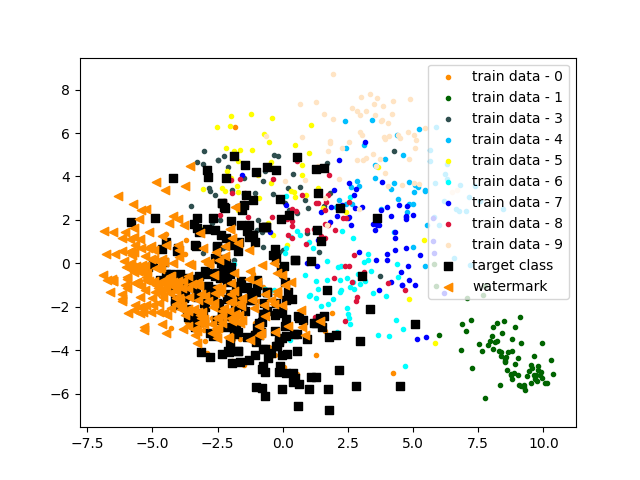 8
6
4
2
0
−2
−4
−6
−7.5
−5.0
−2.5
0.0
2.5
5.0
7.5
10.0
train data - 0
train data - 1
train data - 3
train data - 4
train data - 5
train data - 6
train data - 7
train data - 8
train data - 9
target class
watermark